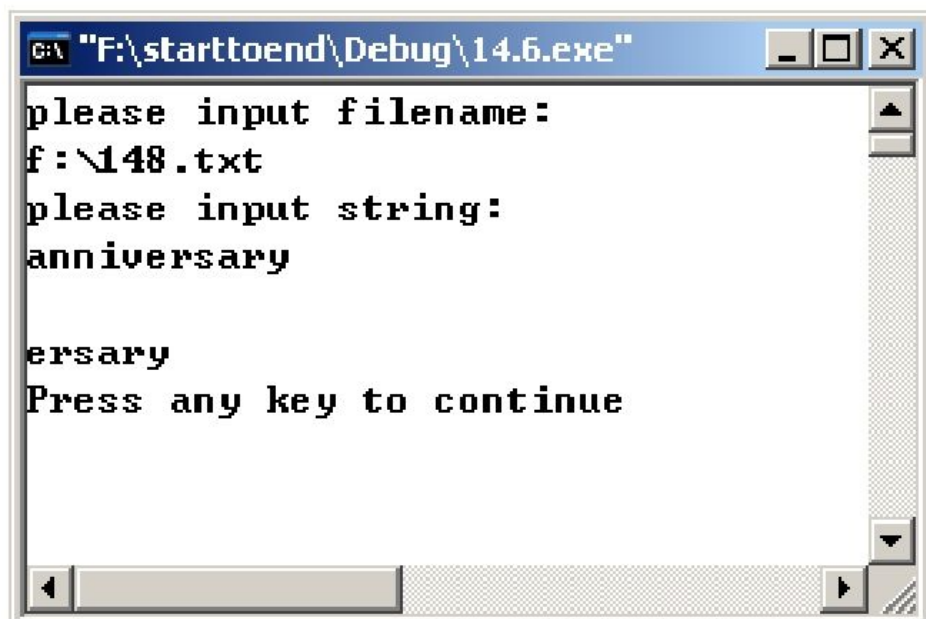 "F:\starttoend\Debug\14.6.exe"
please input filename:
f:\148.txt
please input string:
anniversary
ersary
Press any key to continue